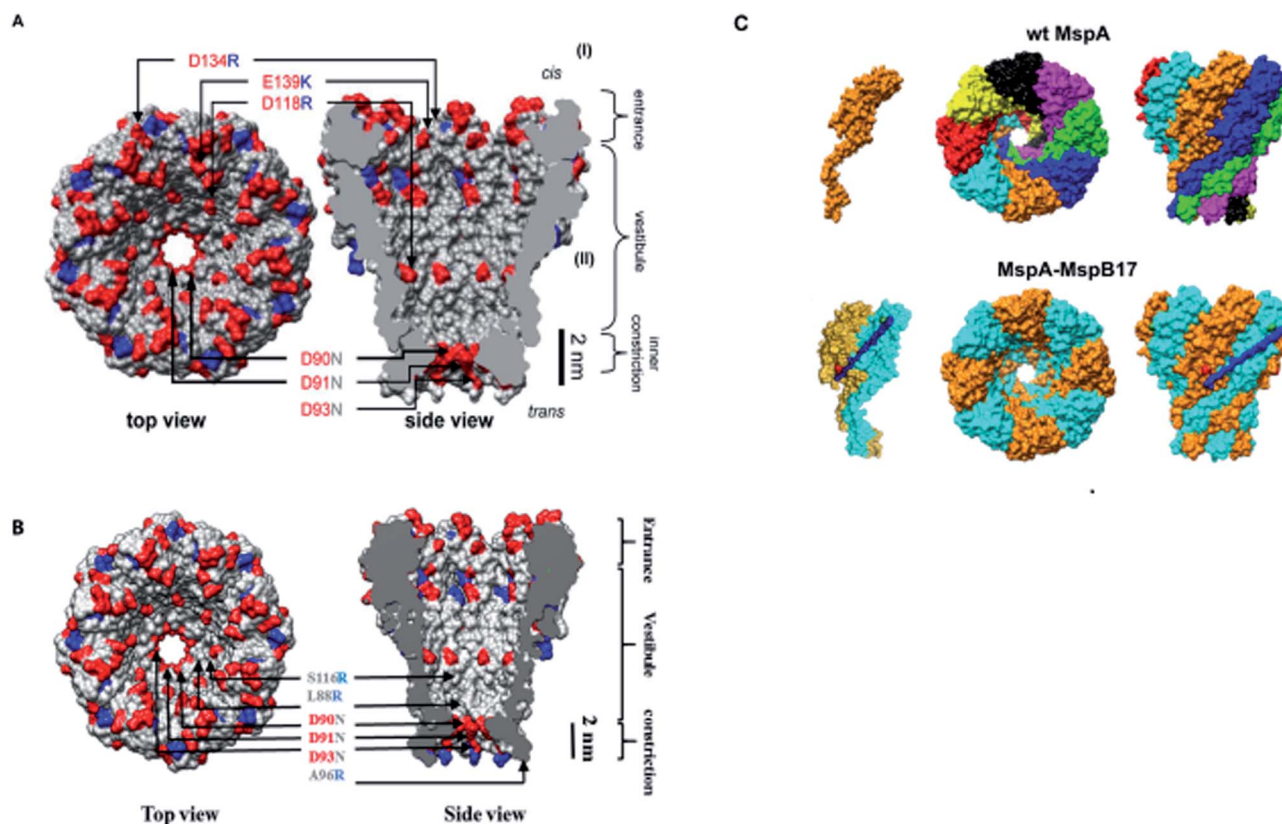 A
D134R
E139K
D118R
(I)
cis
entrance
vestibule
(II)
inner
constriction
2 nm
D90N
D91N
D93N
trans
top view
side view
B
S116R
L88R
D90N
D91N
D93N
A96R
Entrance
Vestibule
constriction
2 nm
Top view
Side view
C
wt MspA
MspA-MspB17